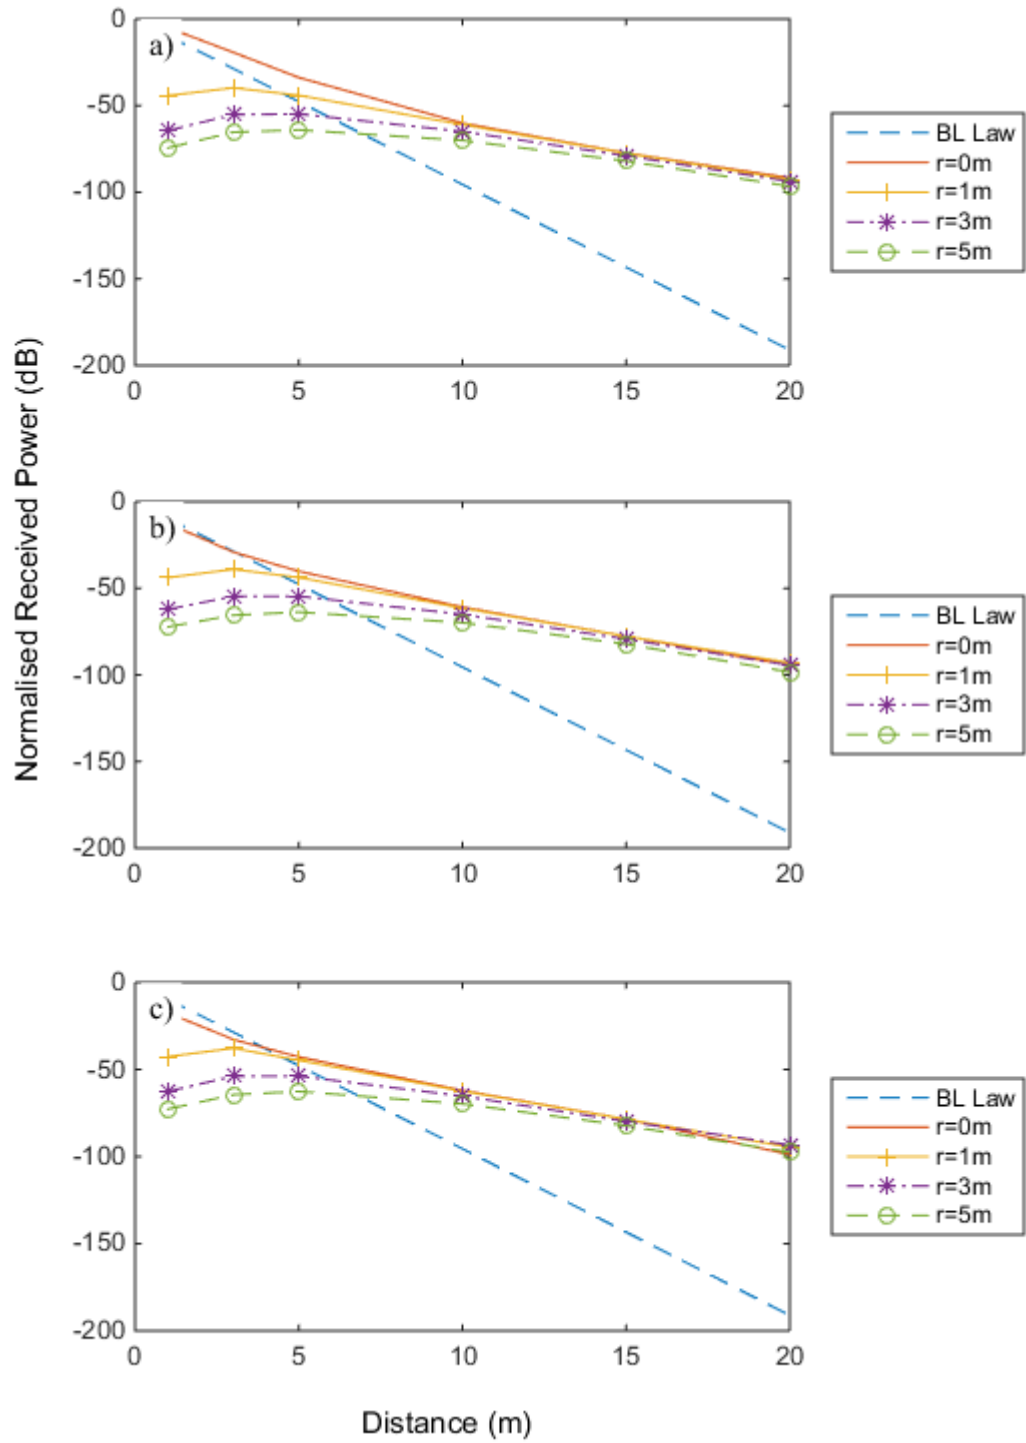 Normalised Received Power (dB)
a)
0
-50
-100
-150
-200
0 5 10 15 20
BL Law
r=0m
r=1m
r=3m
r=5m
b)
0
-50
-100
-150
-200
0 5 10 15 20
BL Law
r=0m
r=1m
r=3m
r=5m
c)
0
-50
-100
-150
-200
0 5 10 15 20
BL Law
r=0m
r=1m
r=3m
r=5m
Distance (m)